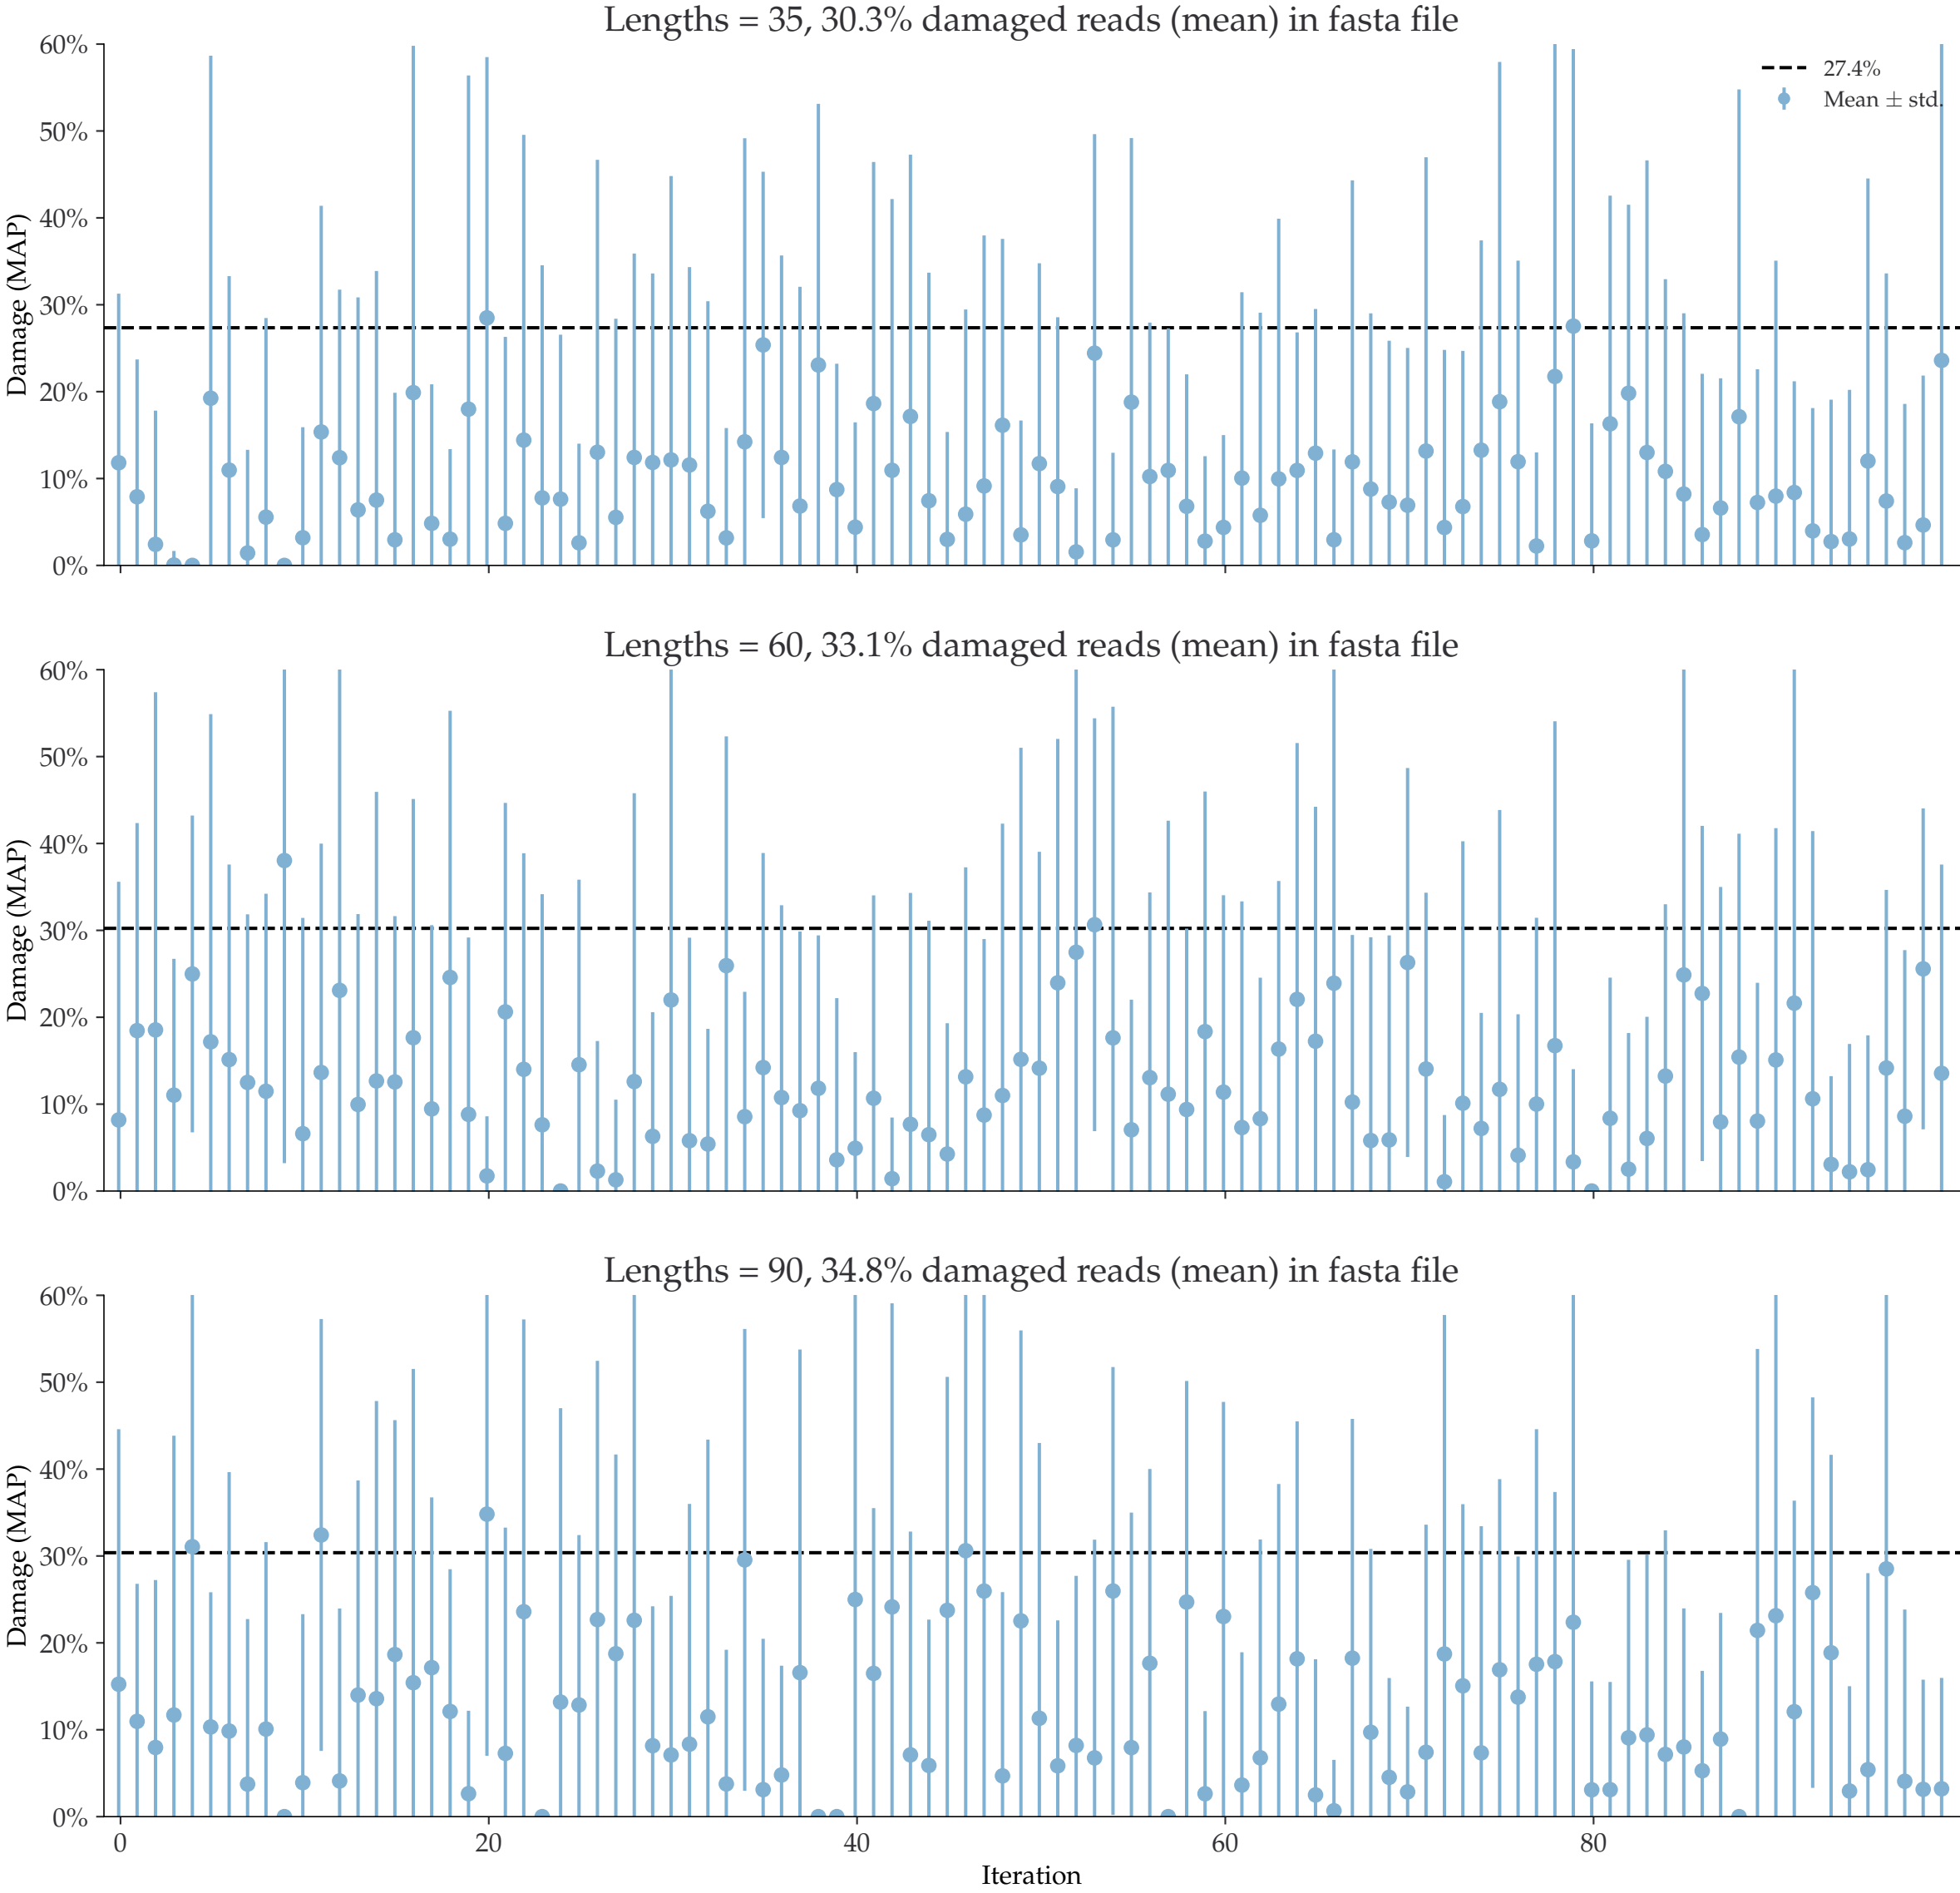 Lengths = 35, 30.3% damaged reads (mean) in fasta file
60%
50%
40%
30%
20%
10%
0%
Damage (MAP)
27.4%
Mean ± std.
Lengths = 60, 33.1% damaged reads (mean) in fasta file
60%
50%
40%
30%
20%
10%
0%
Damage (MAP)
Lengths = 90, 34.8% damaged reads (mean) in fasta file
60%
50%
40%
30%
20%
10%
0%
Damage (MAP)
0 20 40 60 80
Iteration